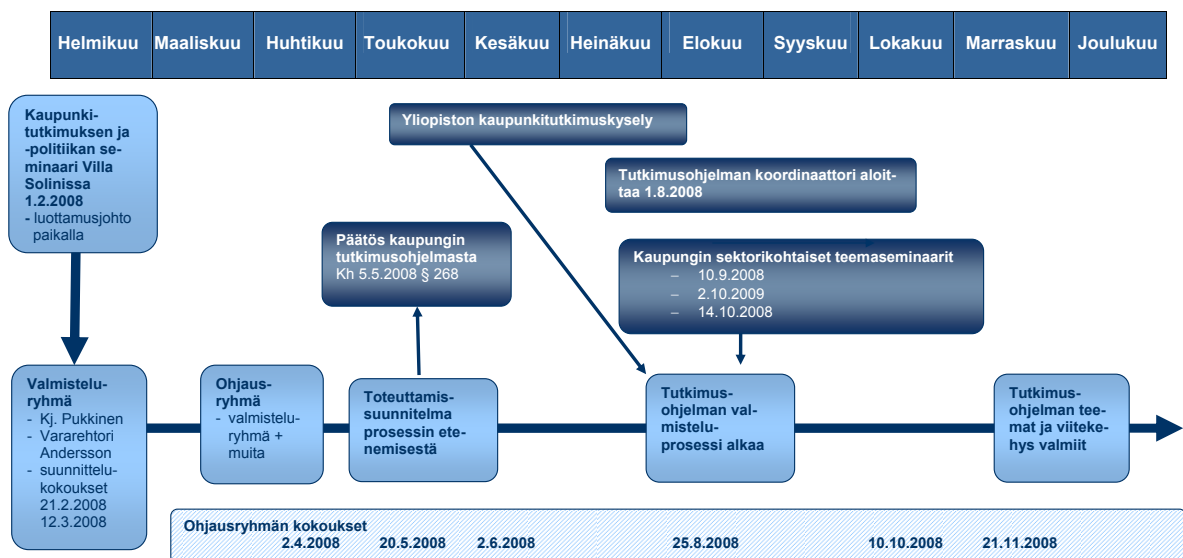 Helmikuu Maaliskuu Huhtikuu Toukokuu Kesäkuu Heinäkuu Elokuu Syyskuu Lokakuu Marraskuu Joulukuu
Kaupunki-
tutkimuksen ja
-politiikan se-
minaari Villa
Solinissa
1.2.2008
- luottamusjohto
paikalla
Yliopiston kaupunkitutkimuskysely
Tutkimusohjelman koordinaattori aloit-
taa 1.8.2008
Päätös kaupungin
tutkimusohjelmasta
Kh 5.5.2008 § 268
Kaupungin sektorikohtaiset teemaseminaarit
– 10.9.2008
– 2.10.2009
– 14.10.2008
Valmistelu-
ryhmä
- Kj. Pukkinen
- Vararehtori
Andersson
- suunnittelu-
kokoukset
21.2.2008
12.3.2008
Ohjaus-
ryhmä
- valmistelu-
ryhmä +
muita
Toteuttamis-
suunnitelma
prosessin ete-
nemisestä
Tutkimus-
ohjelman val-
mistelu-
prosessi alkaa
Tutkimus-
ohjelman tee-
mat ja viiteke-
hys valmiit
Ohjausryhmän kokoukset
2.4.2008 20.5.2008 2.6.2008 25.8.2008 10.10.2008 21.11.2008